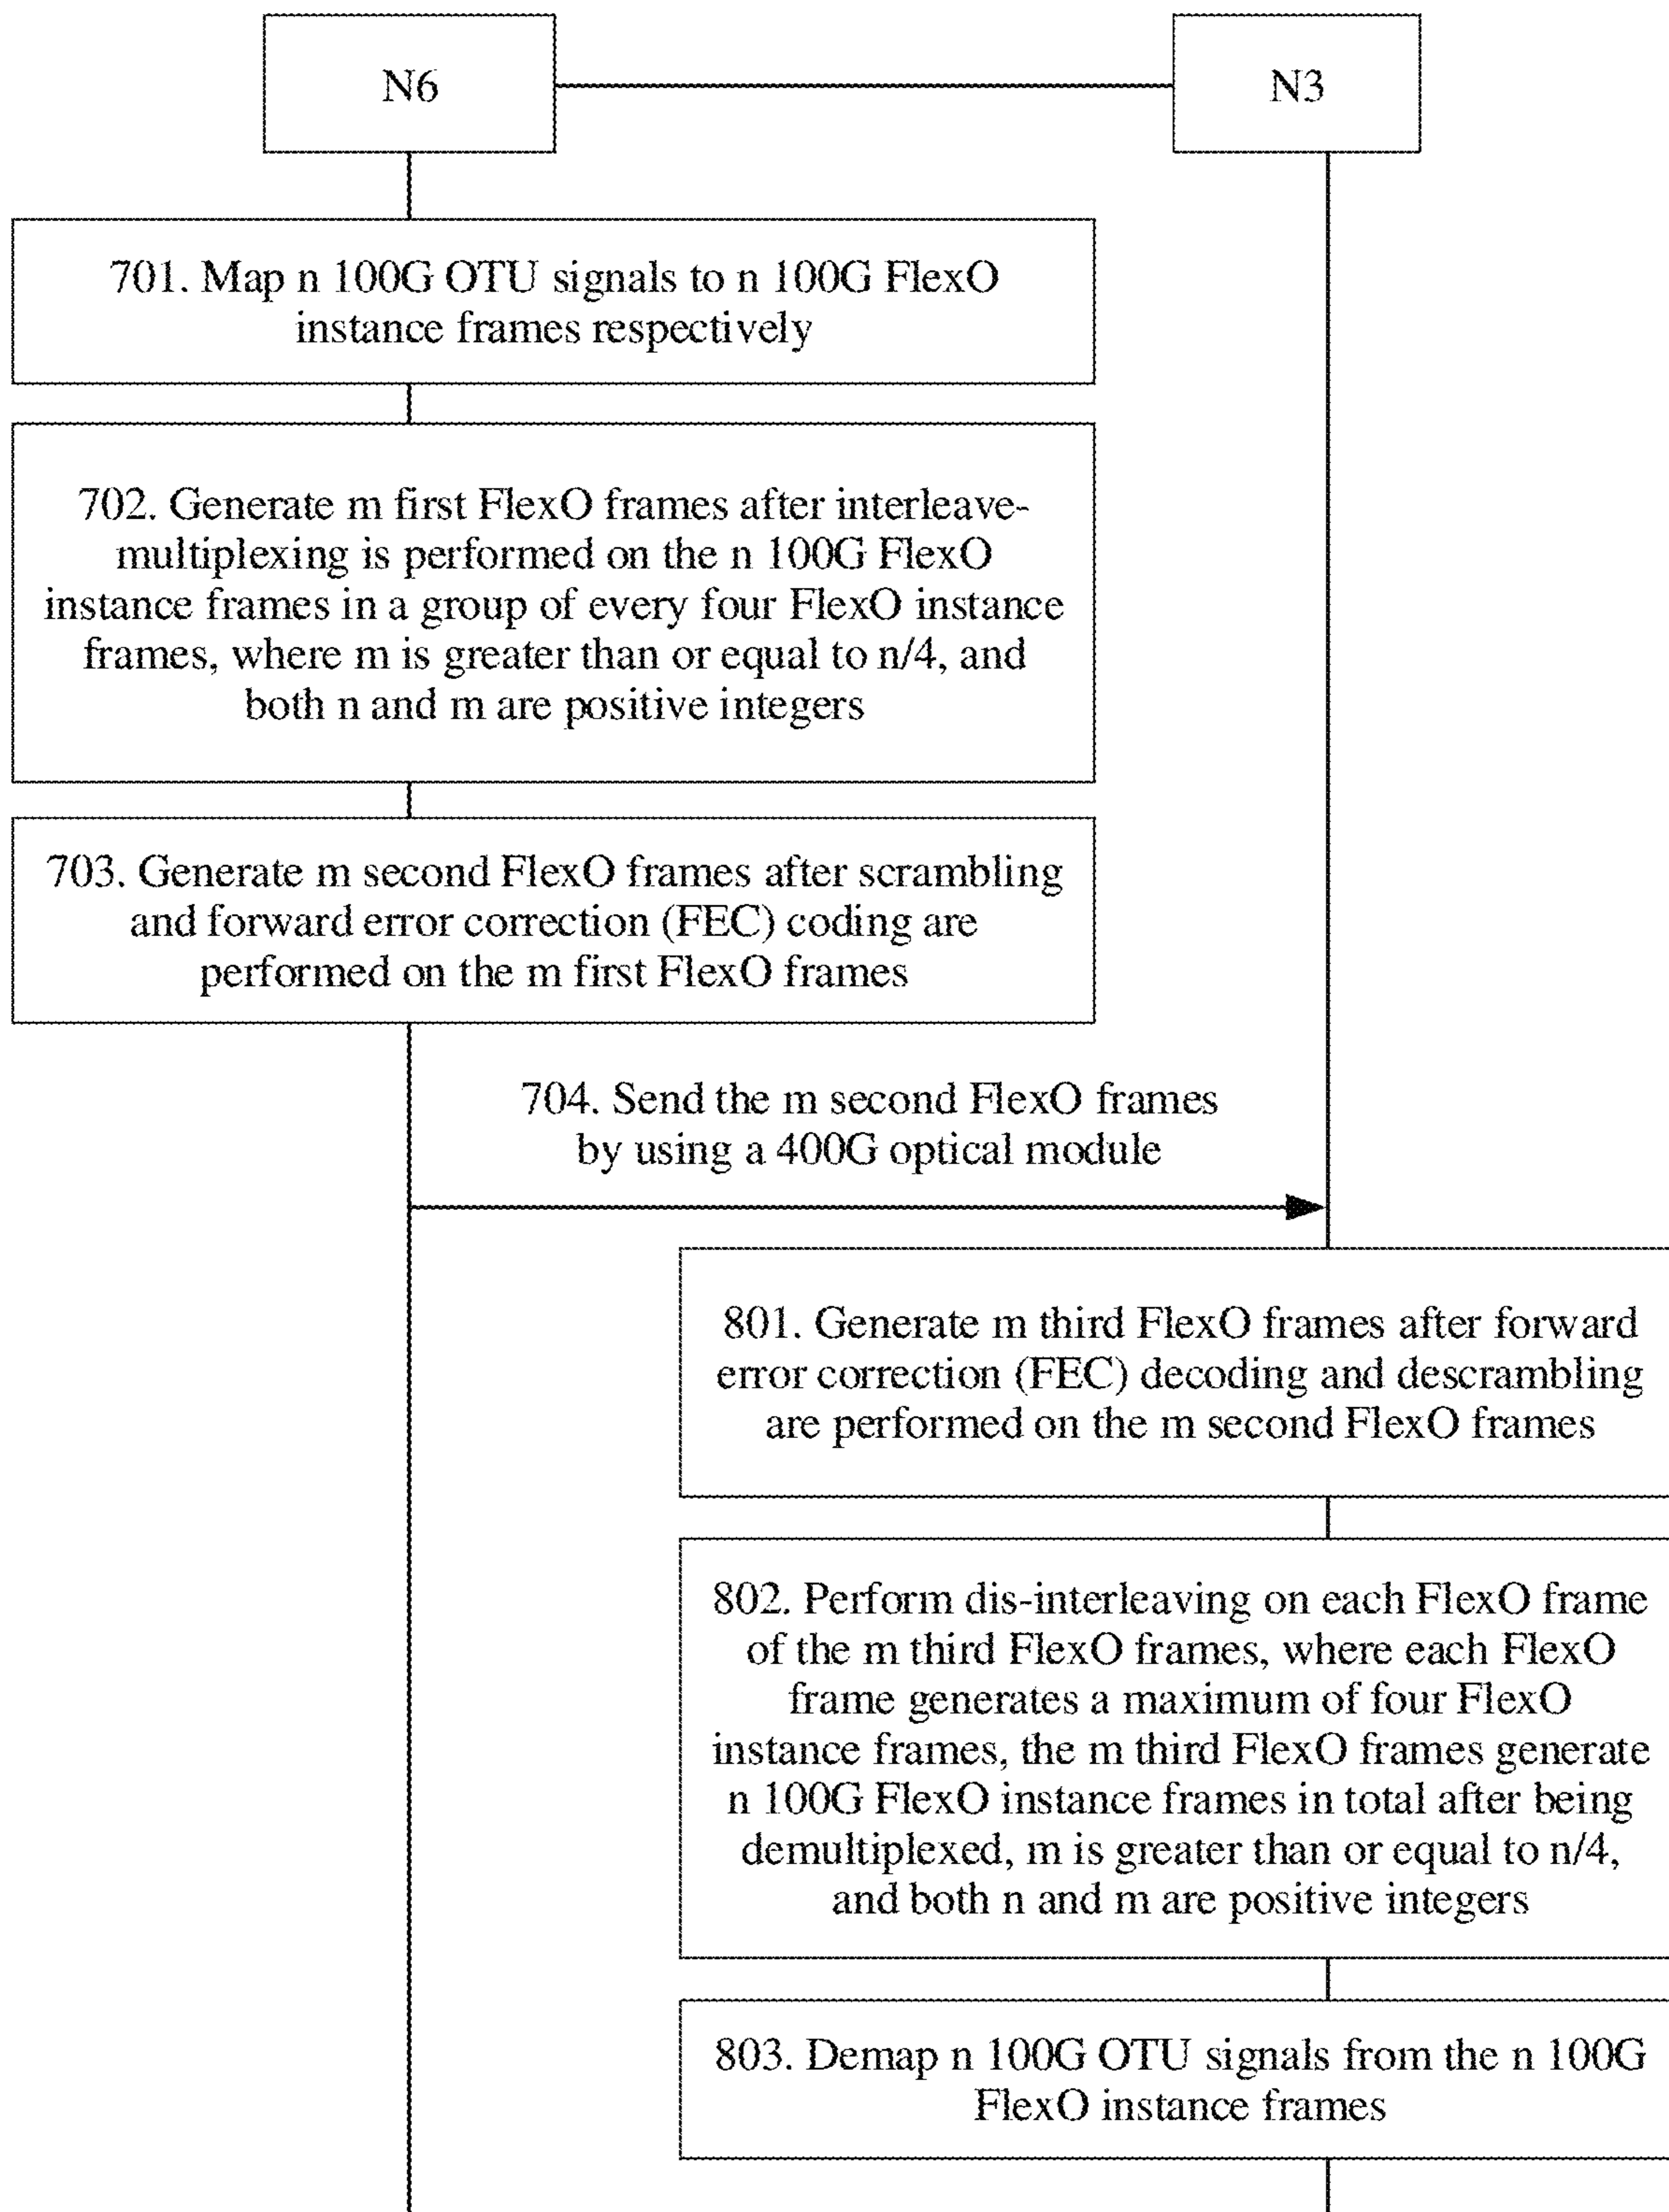 N6
N3
701. Map n 100G OTU signals to n 100G FlexO
instance frames respectively
702. Generate m first FlexO frames after interleave-
multiplexing is performed on the n 100G FlexO
instance frames in a group of every four FlexO instance
frames, where m is greater than or equal to n/4, and
both n and m are positive integers
703. Generate m second FlexO frames after scrambling
and forward error correction (FEC) coding are
performed on the m first FlexO frames
704. Send the m second FlexO frames
by using a 400G optical module
801. Generate m third FlexO frames after forward
error correction (FEC) decoding and descrambling
are performed on the m second FlexO frames
802. Perform dis-interleaving on each FlexO frame
of the m third FlexO frames, where each FlexO
frame generates a maximum of four FlexO
instance frames, the m third FlexO frames generate
n 100G FlexO instance frames in total after being
demultiplexed, m is greater than or equal to n/4,
and both n and m are positive integers
803. Demap n 100G OTU signals from the n 100G
FlexO instance frames